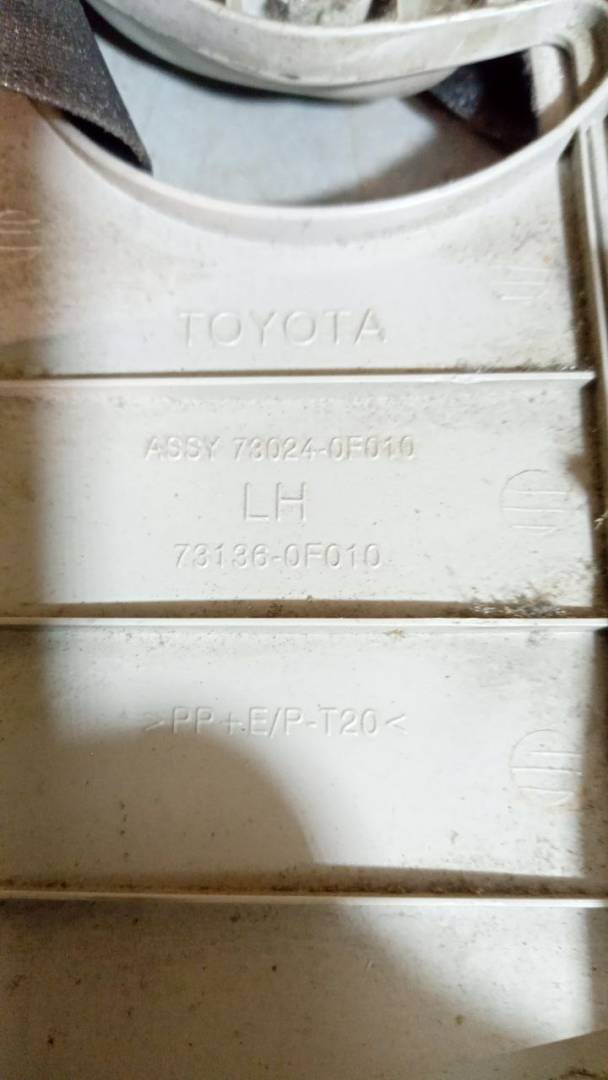 TOYOTA
ASSY 73024-0F010
LH
73136-0F010
>PP+E/P-T20<